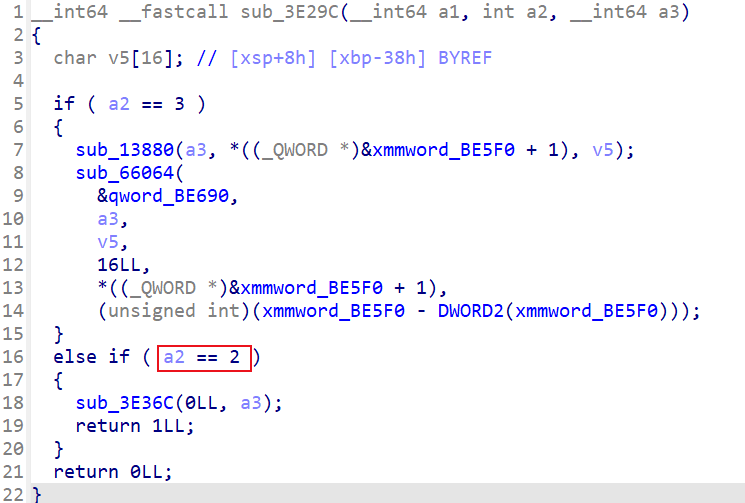 1 __int64 __fastcall sub_3E29C(__int64 a1, int a2, __int64 a3)
2 {
3   char v5[16]; // [xsp+8h] [xbp-38h] BYREF
4
5   if ( a2 == 3 )
6   {
7     sub_13880(a3, *((_QWORD *)&xmmword_BE5F0 + 1), v5);
8     sub_66064(
9       &qword_BE690,
10       a3,
11       v5,
12       16LL,
13       *((_QWORD *)&xmmword_BE5F0 + 1),
14       (unsigned int)(xmmword_BE5F0 - DWORD2(xmmword_BE5F0)));
15   }
16   else if ( a2 == 2 )
17   {
18     sub_3E36C(0LL, a3);
19     return 1LL;
20   }
21   return 0LL;
22 }